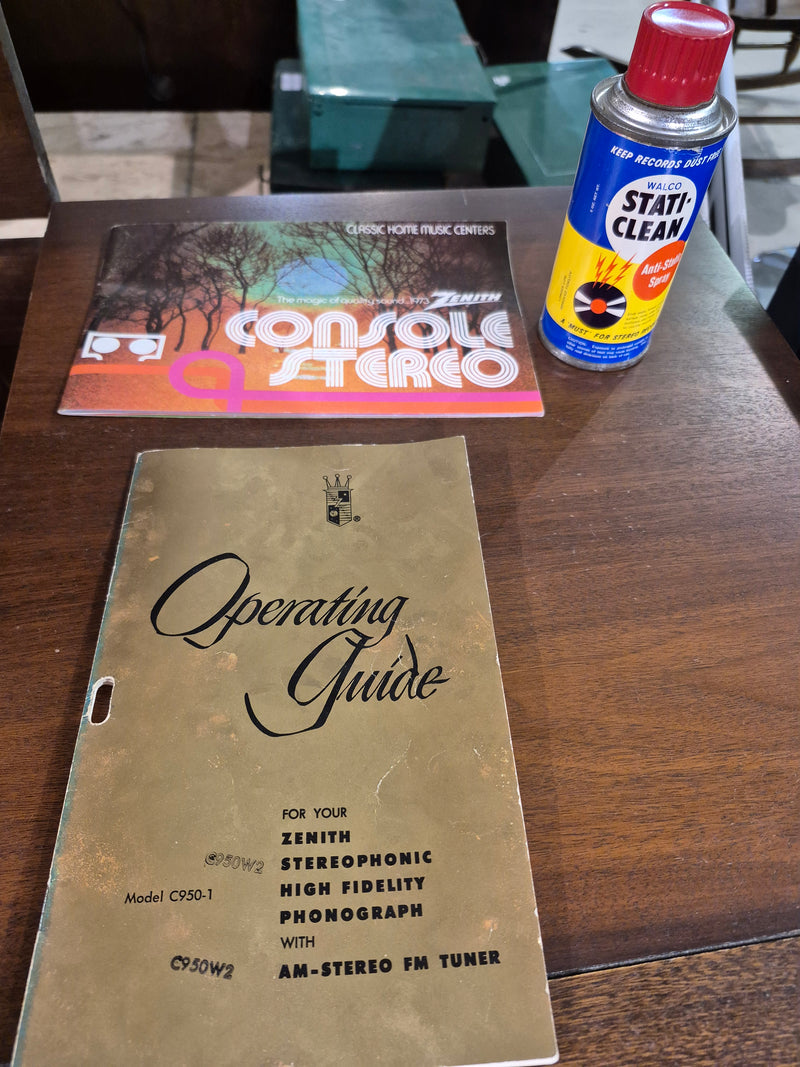 CLASSIC HOME MUSIC CENTERS
The magic of quality sound...1973 ZENITH
CONSOLE
STEREO
KEEP RECORDS DUST FREE
WALCO
STATI-
CLEAN
Anti-Static
Spray
A "MUST" FOR STEREO
Operating
Guide
FOR YOUR
ZENITH
C950W2
STEREOPHONIC
Model C950-1
HIGH FIDELITY
PHONOGRAPH
WITH
C950W2
AM-STEREO FM TUNER